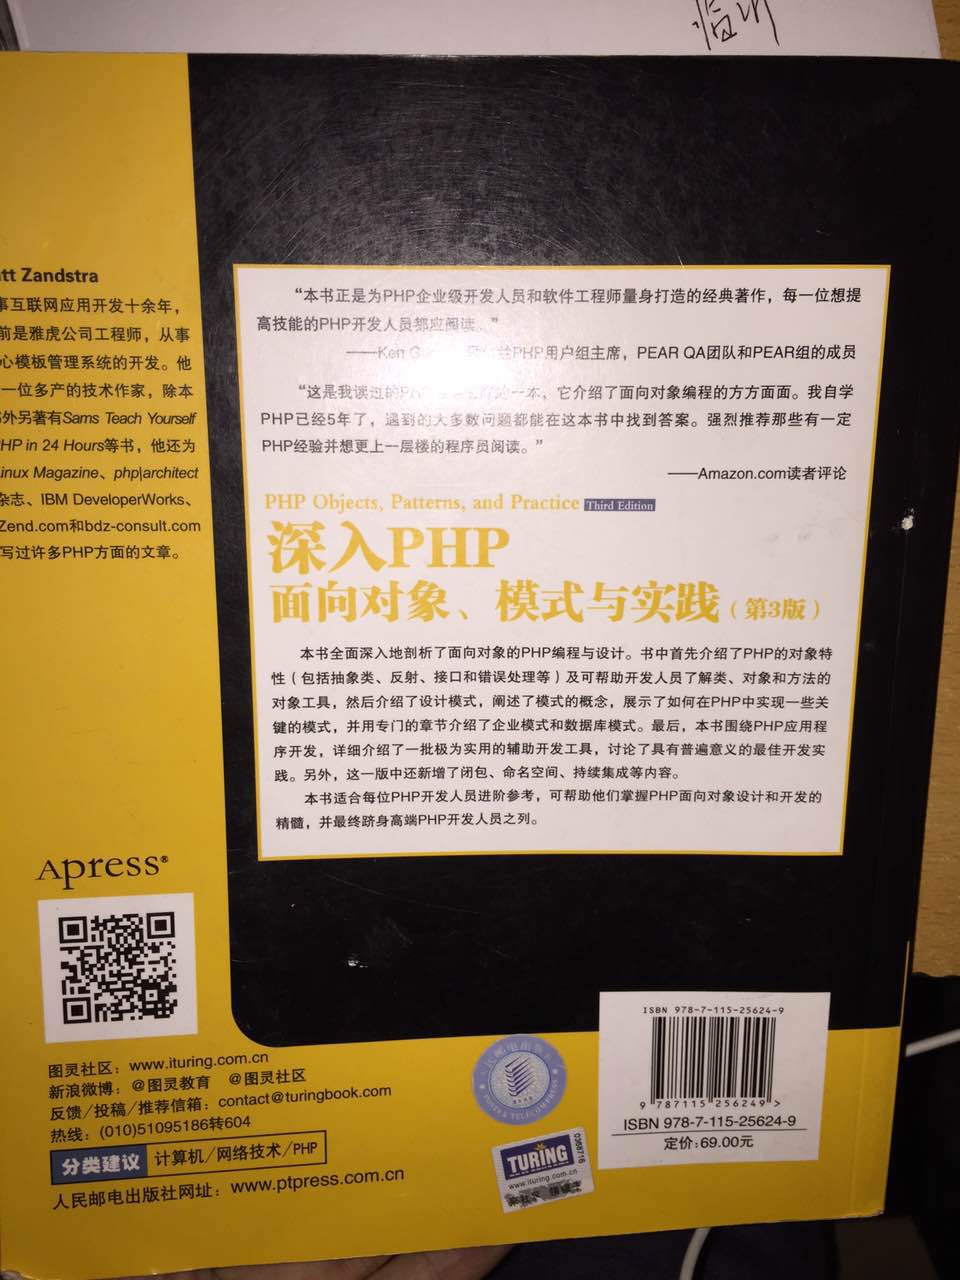 临沂
tt Zandstra
事互联网应用开发十余年，
前是雅虎公司工程师，从事
心模板管理系统的开发。他
一位多产的技术作家，除本
外另著有Sams Teach Yourself
PHP in 24 Hours等书，他还为
inux Magazine、php|architect
杂志、IBM DeveloperWorks、
Zend.com和bdz-consult.com
写过许多PHP方面的文章。
“本书正是为PHP企业级开发人员和软件工程师量身打造的经典著作，每一位想提
高技能的PHP开发人员都应阅读。”
——Ken PHP用户组主席，PEAR QA团队和PEAR组的成员
“这是我读过的 一本，它介绍了面向对象编程的方方面面。我自学
PHP已经5年了，遇到的大多数问题都能在这本书中找到答案。强烈推荐那些有一定
PHP经验并想更上一层楼的程序员阅读。”
——Amazon.com读者评论
PHP Objects, Patterns, and Practice Third Edition
深入PHP
面向对象、模式与实践（第3版）
本书全面深入地剖析了面向对象的PHP编程与设计。书中首先介绍了PHP的对象特
性（包括抽象类、反射、接口和错误处理等）及可帮助开发人员了解类、对象和方法的
对象工具，然后介绍了设计模式，阐述了模式的概念，展示了如何在PHP中实现一些关
键的模式，并用专门的章节介绍了企业模式和数据库模式。最后，本书围绕PHP应用程
序开发，详细介绍了一批极为实用的辅助开发工具，讨论了具有普遍意义的最佳开发实
践。另外，这一版中还新增了闭包、命名空间、持续集成等内容。
本书适合每位PHP开发人员进阶参考，可帮助他们掌握PHP面向对象设计和开发的
精髓，并最终跻身高端PHP开发人员之列。
Apress®
图灵社区：www.ituring.com.cn
新浪微博：@图灵教育 @图灵社区
反馈/投稿/推荐信箱：contact@turingbook.com
热线：(010)51095186转604
分类建议 计算机/网络技术/PHP
人民邮电出版社网址：www.ptpress.com.cn
POSTS & TELECOM PRESS
0368716
TURING
www.ituring.com.cn
ISBN 978-7-115-25624-9
9 787115 256249 >
ISBN 978-7-115-25624-9
定价：69.00元